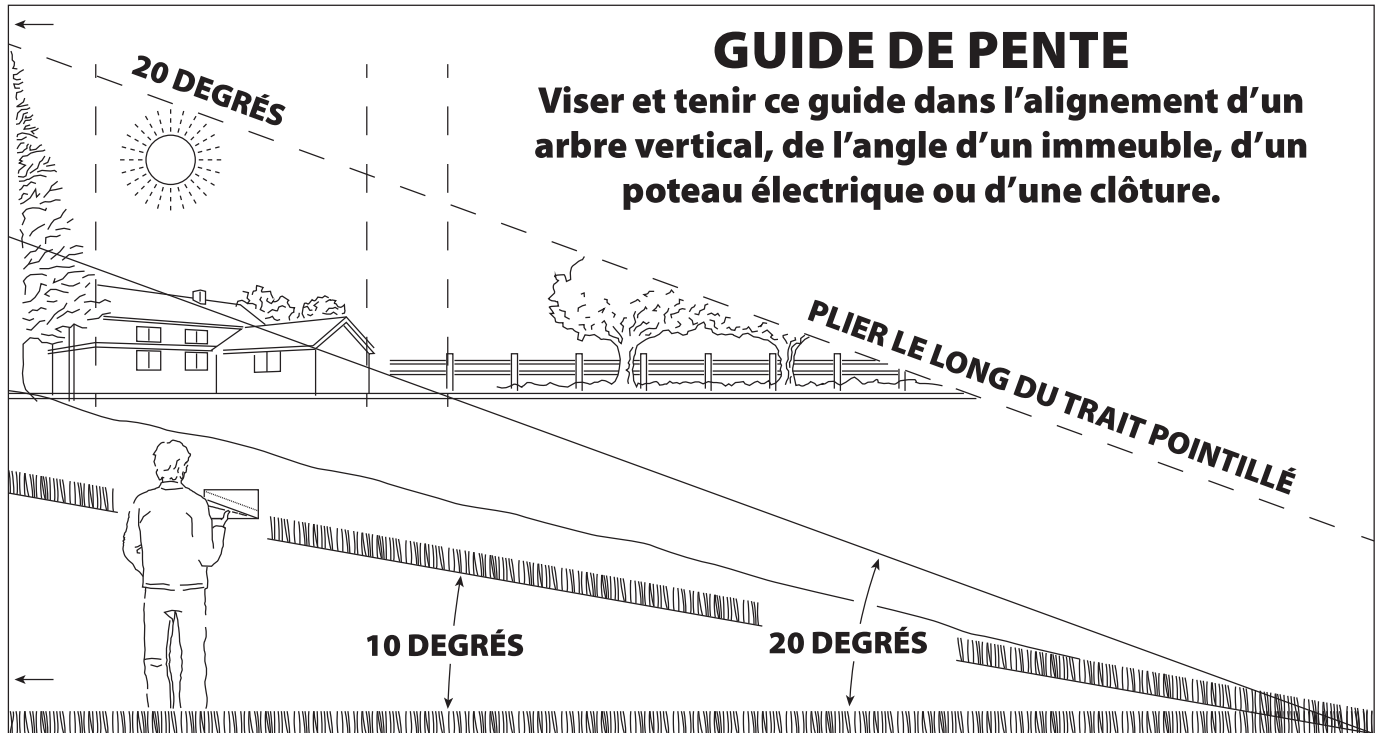 GUIDE DE PENTE
Viser et tenir ce guide dans l’alignement d’un
arbre vertical, de l’angle d’un immeuble, d’un
poteau électrique ou d’une clôture.
20 DEGRÉS
PLIER LE LONG DU TRAIT POINTILLÉ
10 DEGRÉS
20 DEGRÉS